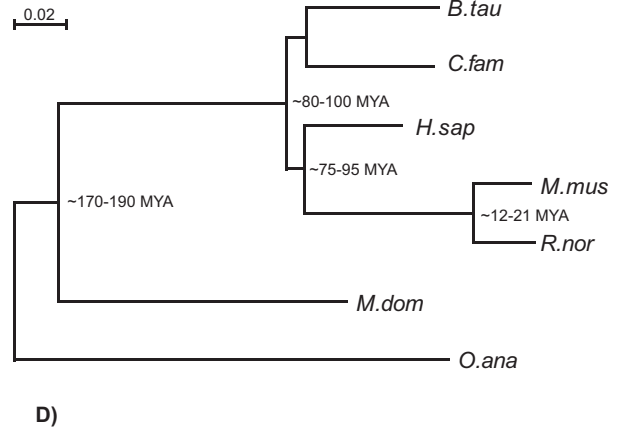 0.02
B.tau
C.fam
~80-100 MYA
H.sap
~75-95 MYA
M.mus
~170-190 MYA
~12-21 MYA
R.nor
M.dom
O.ana
D)